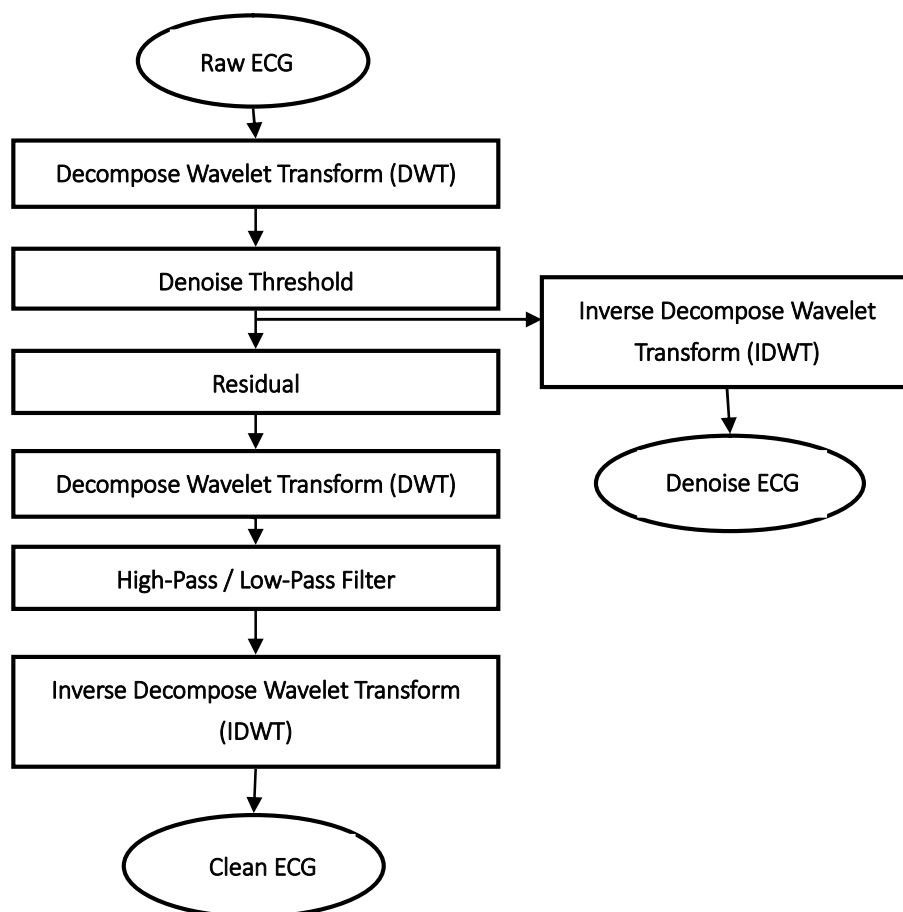 Raw ECG
Decompose Wavelet Transform (DWT)
Denoise Threshold
Inverse Decompose Wavelet
Transform (IDWT)
Residual
Decompose Wavelet Transform (DWT)
Denoise ECG
High-Pass / Low-Pass Filter
Inverse Decompose Wavelet Transform
(IDWT)
Clean ECG